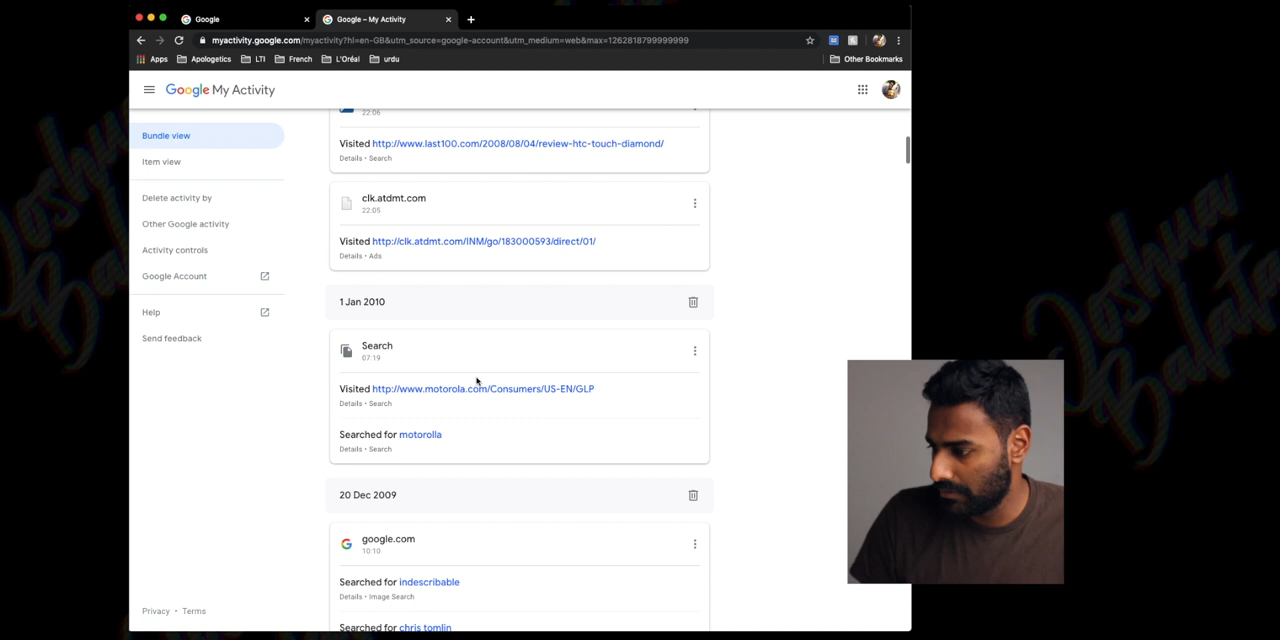 Google
Google – My Activity
myactivity.google.com/myactivity?hl=en-GB&utm_source=google-account&utm_medium=web&max=1262818799999999
Apps
Apologetics
LTI
French
L'Oréal
urdu
Other Bookmarks
Google My Activity
Bundle view
Item view
Delete activity by
Other Google activity
Activity controls
Google Account
Help
Send feedback
Privacy • Terms
22:06
Visited http://www.last100.com/2008/08/04/review-htc-touch-diamond/
Details • Search
clk.atdmt.com
22:05
Visited http://clk.atdmt.com/INM/go/183000593/direct/01/
Details • Ads
1 Jan 2010
Search
07:19
Visited http://www.motorola.com/Consumers/US-EN/GLP
Details • Search
Searched for motorolla
Details • Search
20 Dec 2009
google.com
10:10
Searched for indescribable
Details • Image Search
Searched for chris tomlin
Joshua